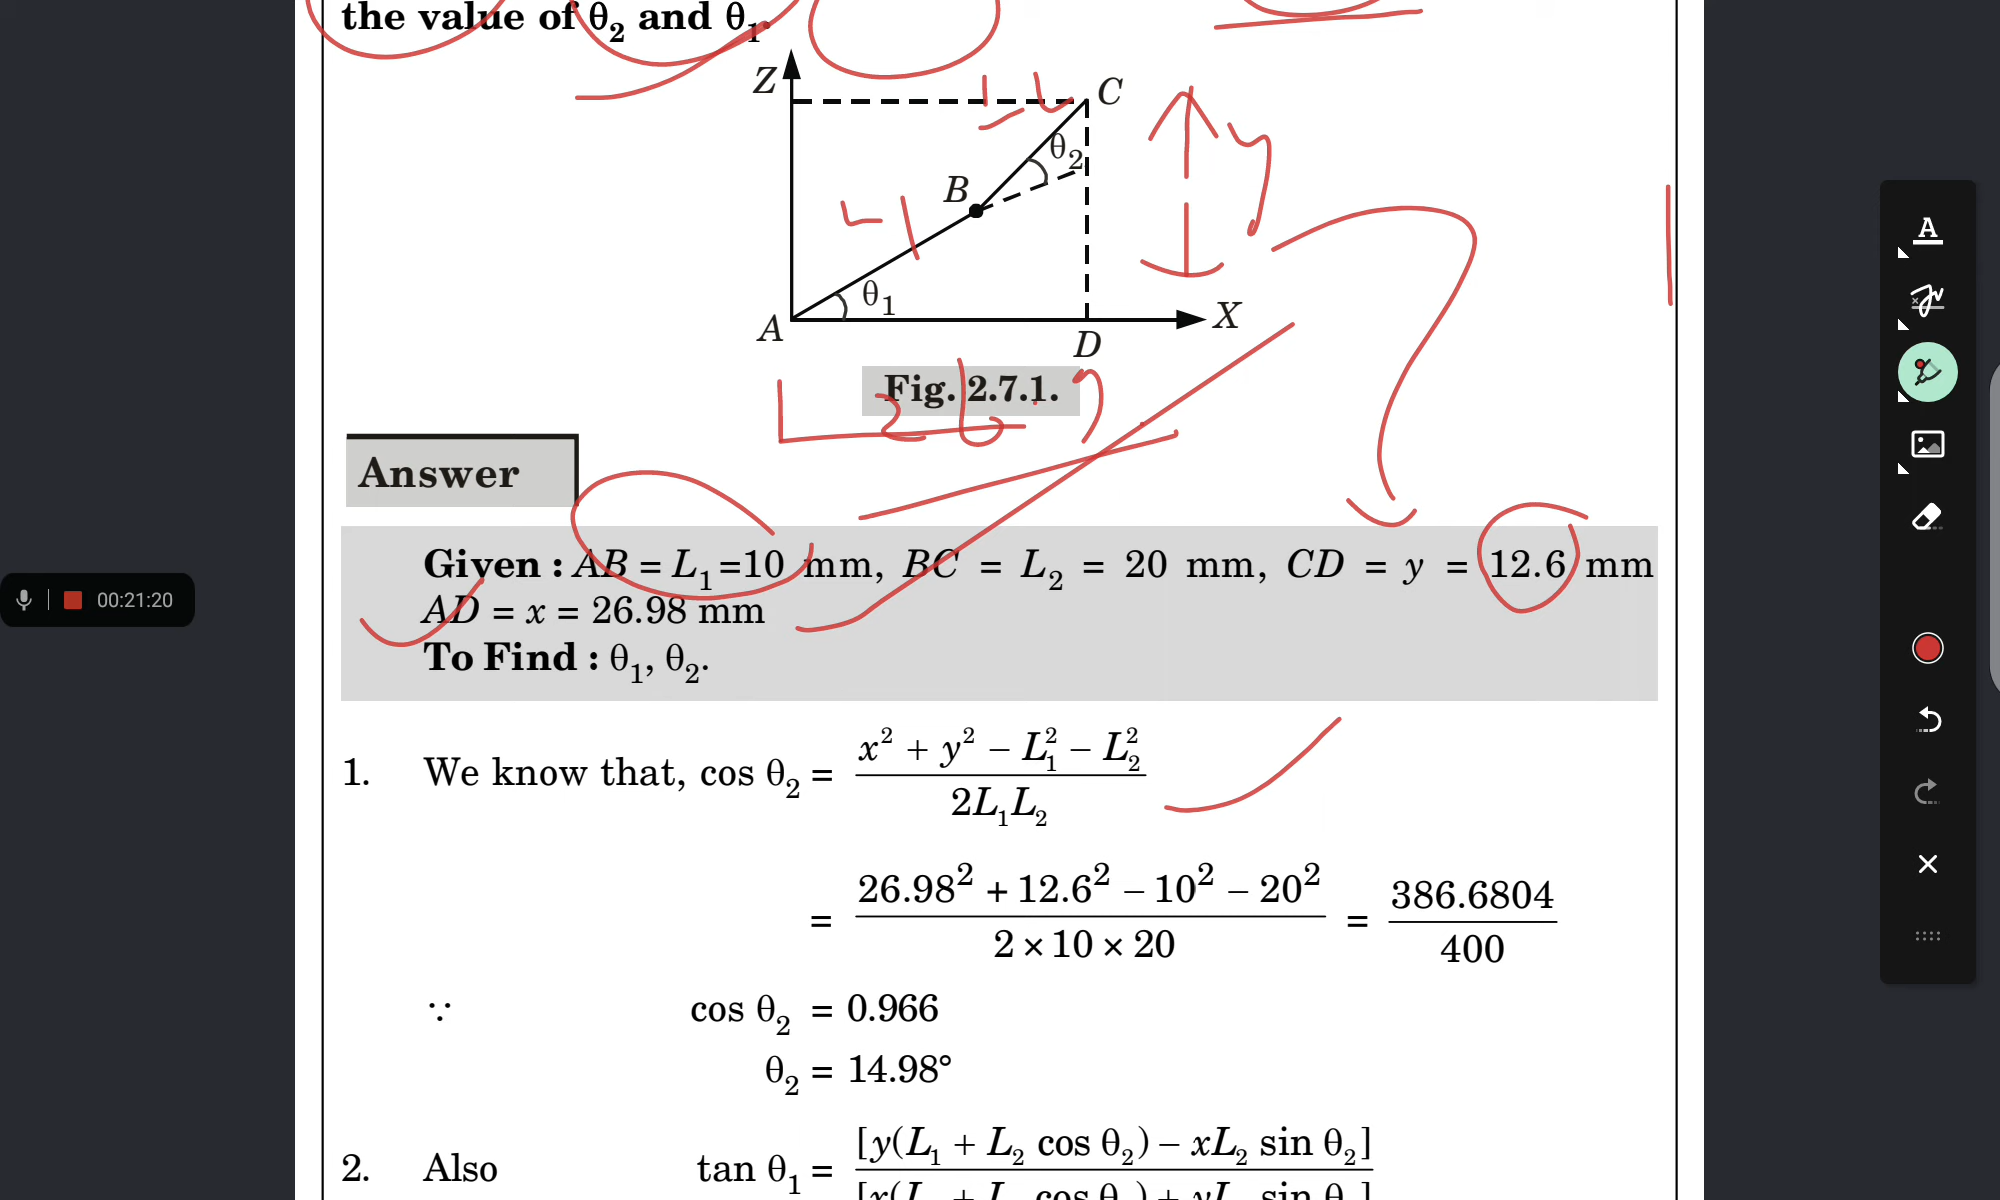 the value of θ2 and θ1.
Z
C
θ2
B
θ1
A
X
D
y
Fig. 2.7.1.
Answer
Given : AB = L1 =10 mm, BC = L2 = 20 mm, CD = y = 12.6 mm
AD = x = 26.98 mm
To Find : θ1, θ2.
00:21:20
A
1. We know that, cos θ2 = (x² + y² − L1² − L2²) / (2L1L2)
= (26.98² + 12.6² − 10² − 20²) / (2 × 10 × 20) = 386.6804 / 400
∵ cos θ2 = 0.966
θ2 = 14.98°
2. Also tan θ1 = [y(L1 + L2 cos θ2) − xL2 sin θ2]